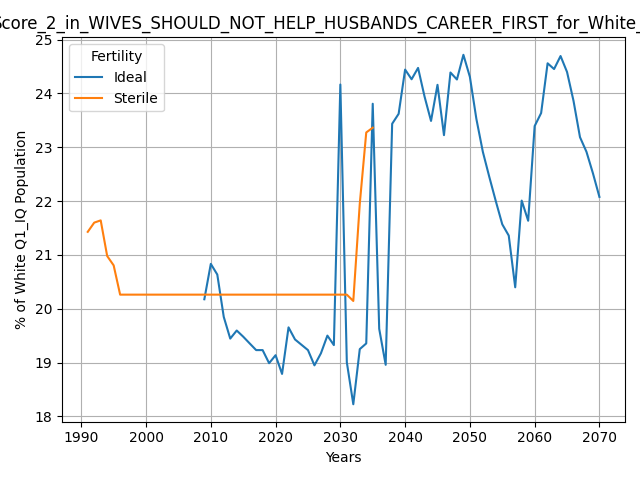 Score_2_in_WIVES_SHOULD_NOT_HELP_HUSBANDS_CAREER_FIRST_for_White_
25
24
23
22
21
20
19
18
% of White Q1_IQ Population
Fertility
Ideal
Sterile
1990 2000 2010 2020 2030 2040 2050 2060 2070
Years